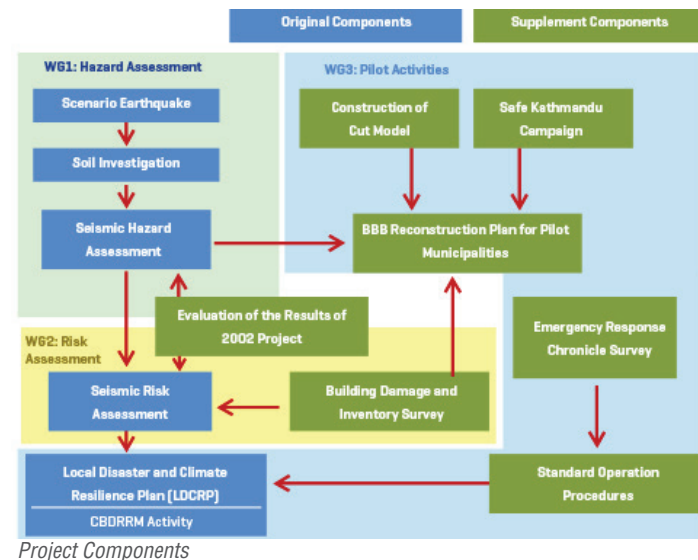 Original Components
Supplement Components
WG1: Hazard Assessment
WG3: Pilot Activities
Scenario Earthquake
Construction of
Cut Model
Safe Kathmandu
Campaign
Soil Investigation
Seismic Hazard
Assessment
BBB Reconstruction Plan for Pilot
Municipalities
Evaluation of the Results of
2002 Project
Emergency Response
Chronicle Survey
WG2: Risk
Assessment
Seismic Risk
Assessment
Building Damage and
Inventory Survey
Local Disaster and Climate
Resilience Plan (LDCRP)
CBDRRM Activity
Standard Operation
Procedures
Project Components